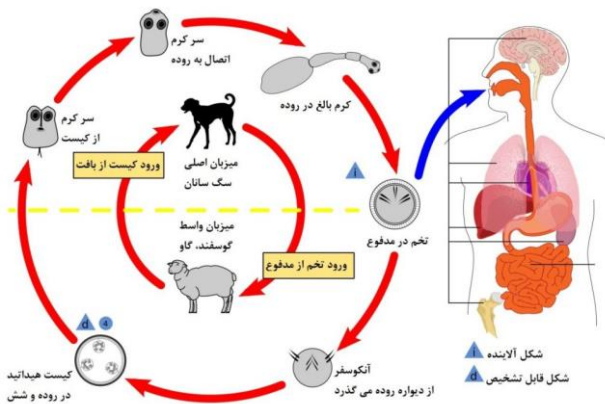 سر کرم
اتصال به روده
کرم بالغ در روده
سر کرم
از کیست
ورود کیست از بافت
میزبان اصلی
سگ سانان
i
تخم در مدفوع
میزبان واسط
گوسفند، گاو
ورود تخم از مدفوع
d 4
کیست هیداتید
در روده و شش
آنکوسفر
از دیواره روده می گذرد
i شکل آلاینده
d شکل قابل تشخیص